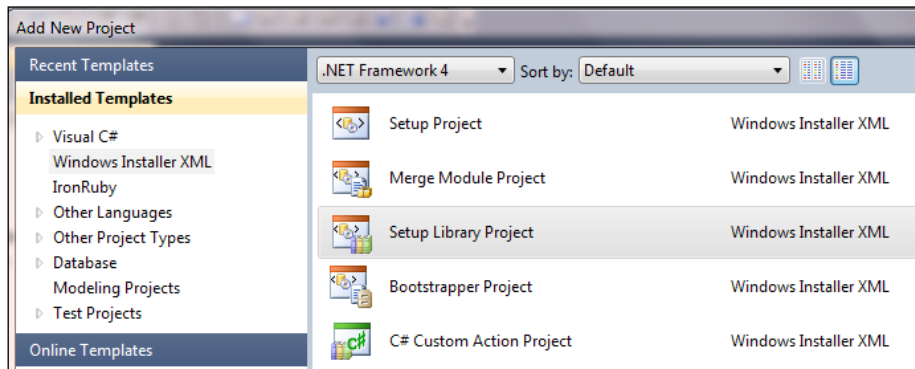 Add New Project
Recent Templates
Installed Templates
Visual C#
Windows Installer XML
IronRuby
Other Languages
Other Project Types
Database
Modeling Projects
Test Projects
Online Templates
.NET Framework 4 Sort by: Default
Setup Project Windows Installer XML
Merge Module Project Windows Installer XML
Setup Library Project Windows Installer XML
Bootstrapper Project Windows Installer XML
C# Custom Action Project Windows Installer XML